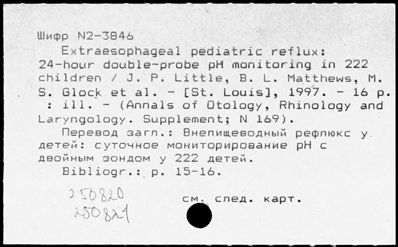 Шифр N2-3846
Extraesophageal pediatric reflux:
24-hour double-probe pH monitoring in 222
children / J. P. Little, B. L. Matthews, M.
S. Glock et al. - [St. Louis], 1997. - 16 p.
: ill. - (Annals of Otology, Rhinology and
Laryngology. Supplement; N 169).
Перевод загл.: Внепищеводный рефлюкс у
детей: суточное мониторирование pH с
двойным зондом у 222 детей.
Bibliogr.: p. 15-16.
250820
250821
см. след. карт.